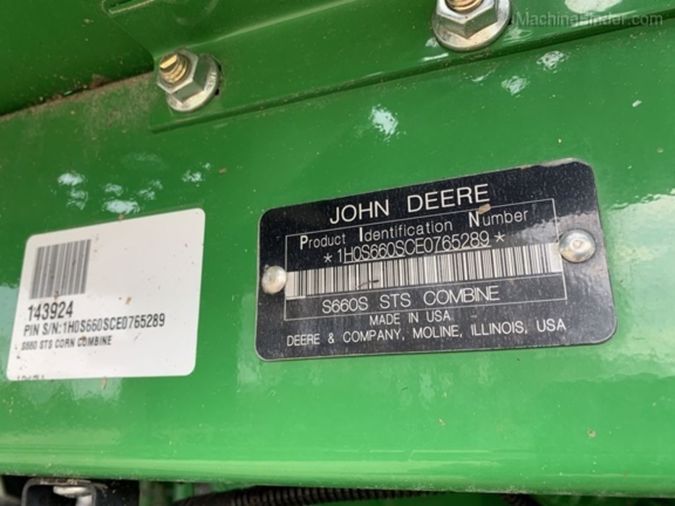 MachineFinder.com
JOHN DEERE
Product Identification Number
*1H0S660SCE0765289*
S660S STS COMBINE
MADE IN USA
DEERE & COMPANY, MOLINE, ILLINOIS, USA
143924
PIN S/N:1H0S660SCE0765289
S660 STS CORN COMBINE